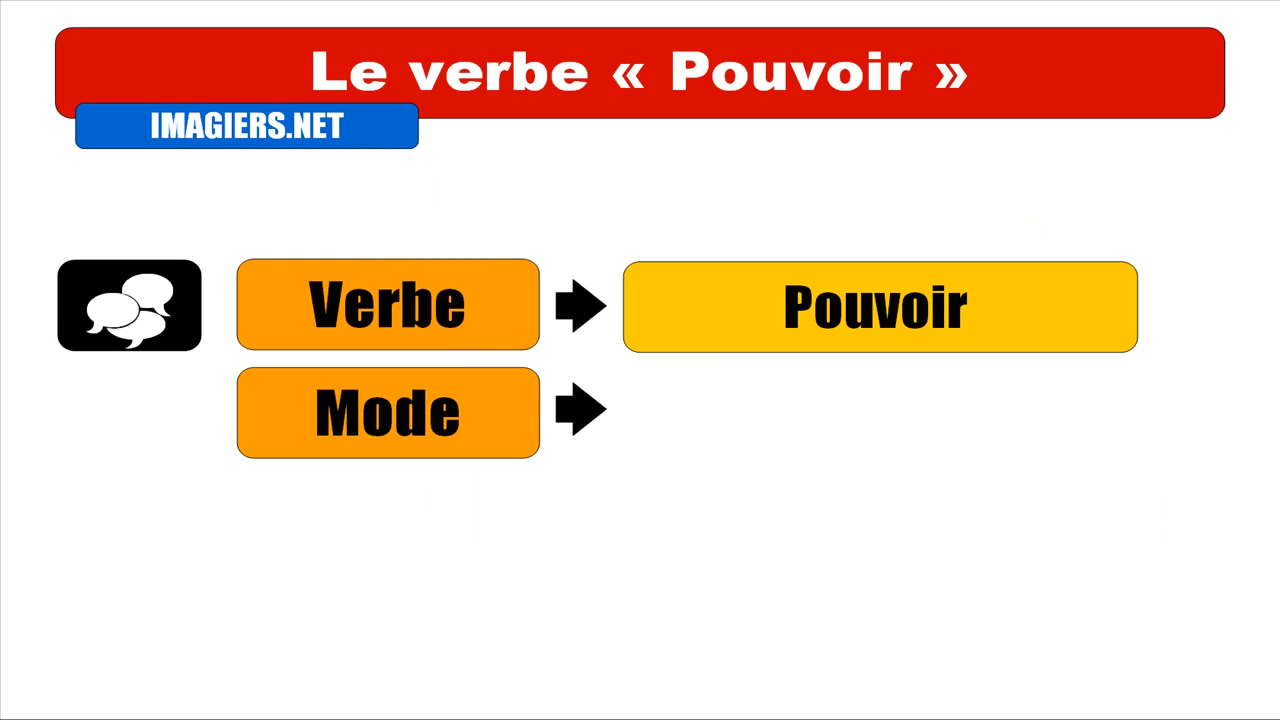 Le verbe « Pouvoir »
IMAGIERS.NET
Verbe
Pouvoir
Mode